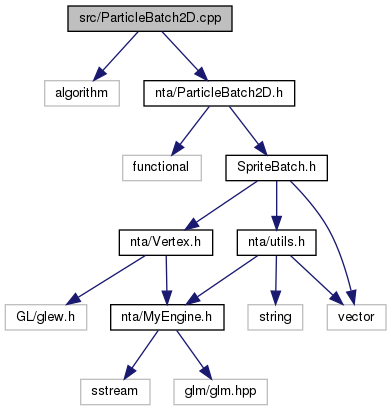 src/ParticleBatch2D.cpp
algorithm
nta/ParticleBatch2D.h
functional
SpriteBatch.h
nta/Vertex.h
nta/utils.h
GL/glew.h
nta/MyEngine.h
string
vector
sstream
glm/glm.hpp